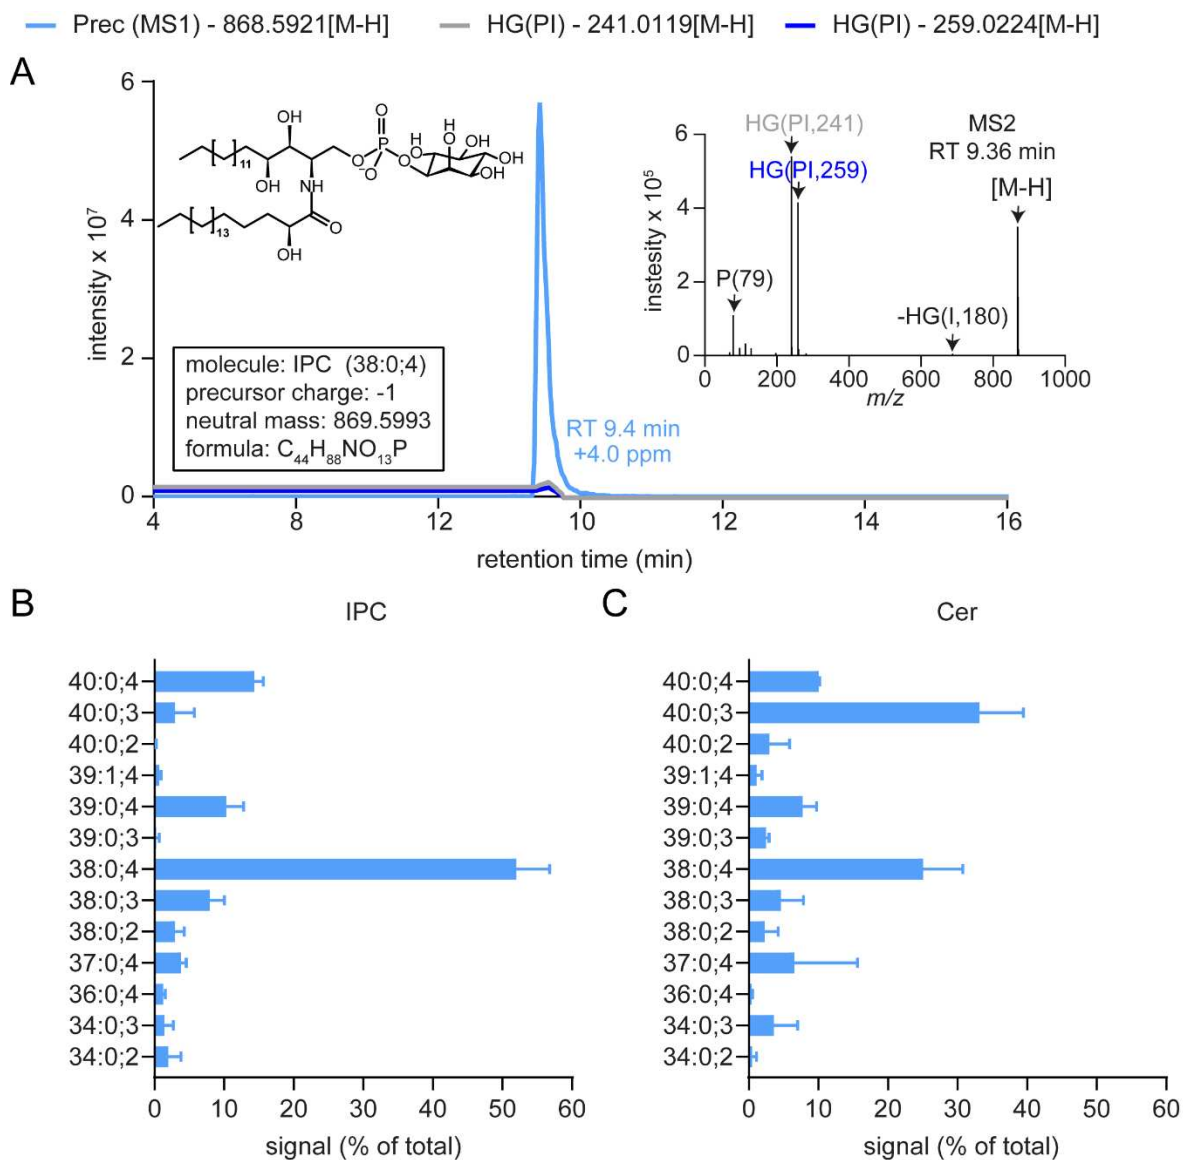 Prec (MS1) - 868.5921[M-H] HG(PI) - 241.0119[M-H] HG(PI) - 259.0224[M-H]
A
intensity x 10⁷
6
4
2
0
4 8 12 10 12 14 16
retention time (min)
OH
OH
[ ]11
OH
NH
O
[ ]13
OH
O
P
O
O⁻
O
H
H
OH
H
OH
H
OH
OH
H
OH
molecule: IPC (38:0;4)
precursor charge: -1
neutral mass: 869.5993
formula: C₄₄H₈₈NO₁₃P
RT 9.4 min
+4.0 ppm
HG(PI,241)
HG(PI,259)
MS2
RT 9.36 min
[M-H]
P(79)
-HG(I,180)
instesity x 10⁵
6
4
2
0
0 200 400 600 800 1000
m/z
B
IPC
40:0;4
40:0;3
40:0;2
39:1;4
39:0;4
39:0;3
38:0;4
38:0;3
38:0;2
37:0;4
36:0;4
34:0;3
34:0;2
0 10 20 30 40 50 60
signal (% of total)
C
Cer
40:0;4
40:0;3
40:0;2
39:1;4
39:0;4
39:0;3
38:0;4
38:0;3
38:0;2
37:0;4
36:0;4
34:0;3
34:0;2
0 10 20 30 40 50 60
signal (% of total)